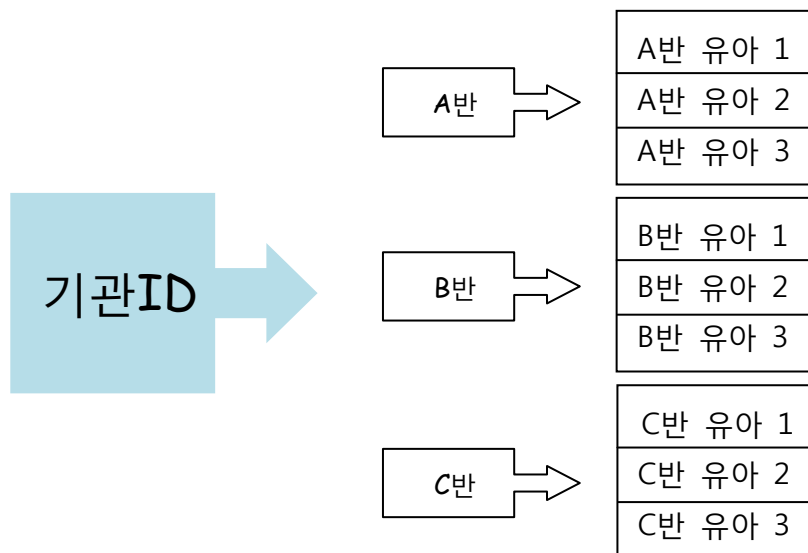 기관ID
A반
A반 유아 1
A반 유아 2
A반 유아 3
B반
B반 유아 1
B반 유아 2
B반 유아 3
C반
C반 유아 1
C반 유아 2
C반 유아 3